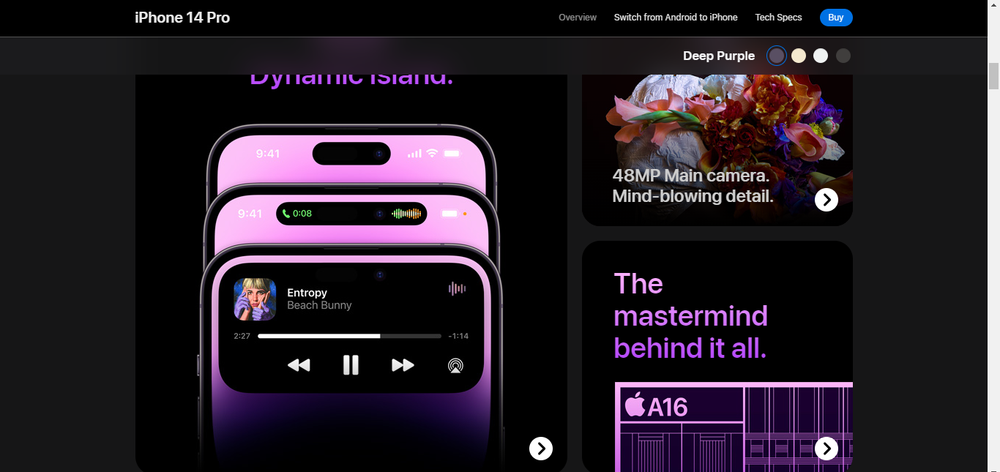 iPhone 14 Pro
Overview
Switch from Android to iPhone
Tech Specs
Buy
Deep Purple
Dynamic Island.
9:41
9:41
0:08
Entropy
Beach Bunny
2:27
-1:14
48MP Main camera.
Mind-blowing detail.
The
mastermind
behind it all.
A16